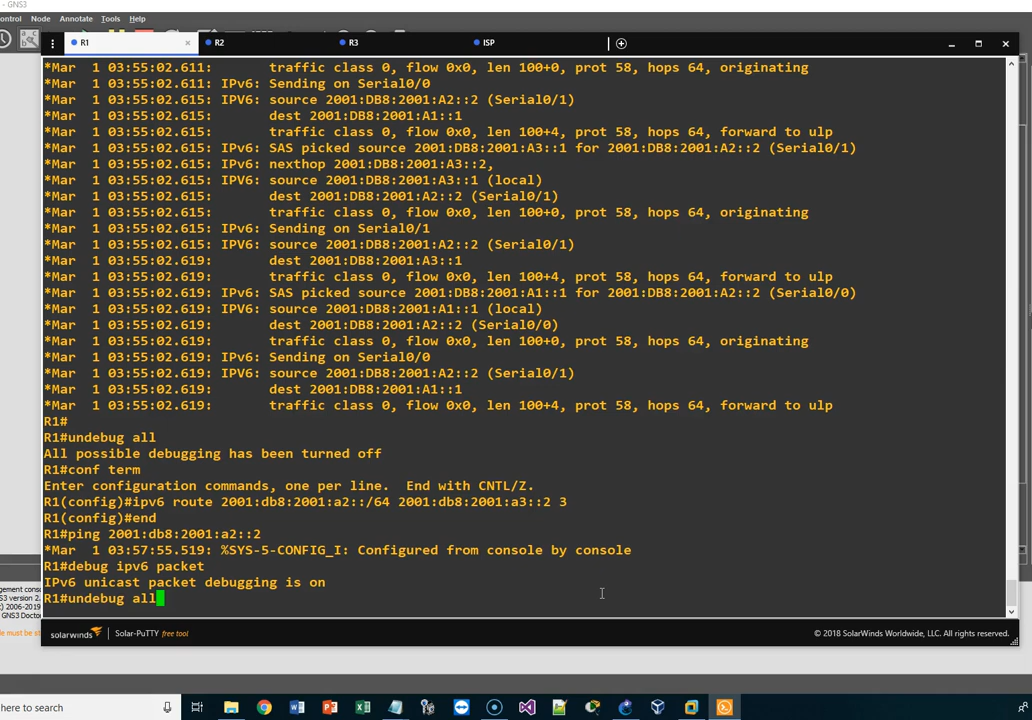 - GNS3
ontrol Node Annotate Tools Help
R1 × R2 R3 ISP
*Mar  1 03:55:02.611:       traffic class 0, flow 0x0, len 100+0, prot 58, hops 64, originating
*Mar  1 03:55:02.611: IPv6: Sending on Serial0/0
*Mar  1 03:55:02.615: IPV6: source 2001:DB8:2001:A2::2 (Serial0/1)
*Mar  1 03:55:02.615:       dest 2001:DB8:2001:A1::1
*Mar  1 03:55:02.615:       traffic class 0, flow 0x0, len 100+4, prot 58, hops 64, forward to ulp
*Mar  1 03:55:02.615: IPv6: SAS picked source 2001:DB8:2001:A3::1 for 2001:DB8:2001:A2::2 (Serial0/1)
*Mar  1 03:55:02.615: IPV6: nexthop 2001:DB8:2001:A3::2,
*Mar  1 03:55:02.615: IPV6: source 2001:DB8:2001:A3::1 (local)
*Mar  1 03:55:02.615:       dest 2001:DB8:2001:A2::2 (Serial0/1)
*Mar  1 03:55:02.615:       traffic class 0, flow 0x0, len 100+0, prot 58, hops 64, originating
*Mar  1 03:55:02.615: IPv6: Sending on Serial0/1
*Mar  1 03:55:02.615: IPV6: source 2001:DB8:2001:A2::2 (Serial0/1)
*Mar  1 03:55:02.619:       dest 2001:DB8:2001:A3::1
*Mar  1 03:55:02.619:       traffic class 0, flow 0x0, len 100+4, prot 58, hops 64, forward to ulp
*Mar  1 03:55:02.619: IPv6: SAS picked source 2001:DB8:2001:A1::1 for 2001:DB8:2001:A2::2 (Serial0/0)
*Mar  1 03:55:02.619: IPV6: source 2001:DB8:2001:A1::1 (local)
*Mar  1 03:55:02.619:       dest 2001:DB8:2001:A2::2 (Serial0/0)
*Mar  1 03:55:02.619:       traffic class 0, flow 0x0, len 100+0, prot 58, hops 64, originating
*Mar  1 03:55:02.619: IPv6: Sending on Serial0/0
*Mar  1 03:55:02.619: IPV6: source 2001:DB8:2001:A2::2 (Serial0/1)
*Mar  1 03:55:02.619:       dest 2001:DB8:2001:A1::1
*Mar  1 03:55:02.619:       traffic class 0, flow 0x0, len 100+4, prot 58, hops 64, forward to ulp
R1#
R1#undebug all
All possible debugging has been turned off
R1#conf term
Enter configuration commands, one per line.  End with CNTL/Z.
R1(config)#ipv6 route 2001:db8:2001:a2::/64 2001:db8:2001:a3::2 3
R1(config)#end
R1#ping 2001:db8:2001:a2::2
*Mar  1 03:57:55.519: %SYS-5-CONFIG_I: Configured from console by console
R1#debug ipv6 packet
IPv6 unicast packet debugging is on
R1#undebug all
gement conso
S3 version 2.
t) 2006-2019
GNS3 Doctor
le must be sta
solarwinds Solar-PuTTY free tool © 2018 SolarWinds Worldwide, LLC. All rights reserved.
here to search